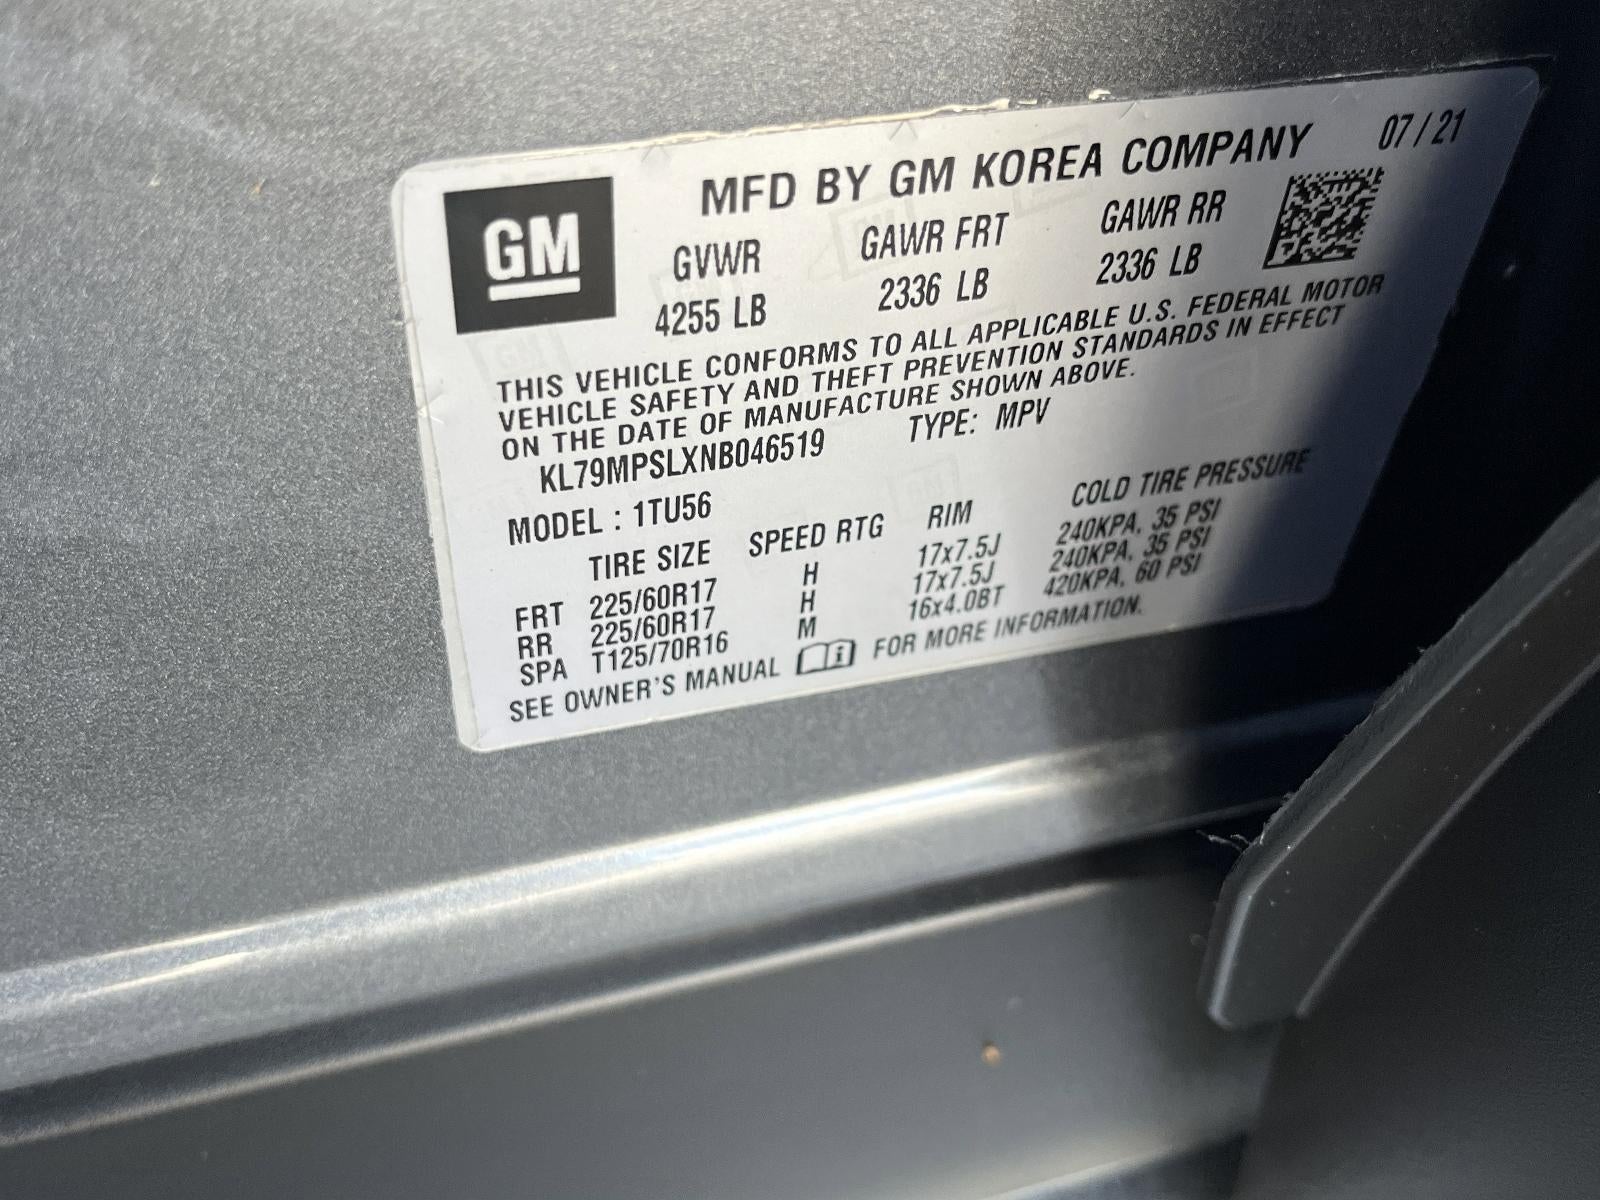 MFD BY GM KOREA COMPANY 07/21
GM
GVWR GAWR FRT GAWR RR
4255 LB 2336 LB 2336 LB
THIS VEHICLE CONFORMS TO ALL APPLICABLE U.S. FEDERAL MOTOR
VEHICLE SAFETY AND THEFT PREVENTION STANDARDS IN EFFECT
ON THE DATE OF MANUFACTURE SHOWN ABOVE.
KL79MPSLXNB046519 TYPE: MPV
MODEL : 1TU56
TIRE SIZE SPEED RTG RIM COLD TIRE PRESSURE
FRT 225/60R17 H 17x7.5J 240KPA, 35 PSI
RR 225/60R17 H 17x7.5J 240KPA, 35 PSI
SPA T125/70R16 M 16x4.0BT 420KPA, 60 PSI
SEE OWNER'S MANUAL i FOR MORE INFORMATION.